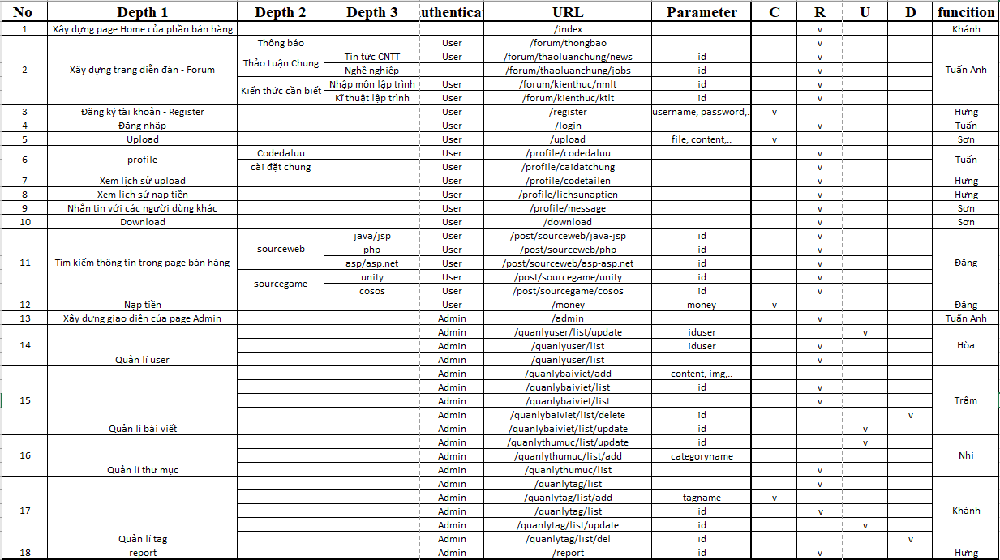 No Depth 1 Depth 2 Depth 3 uthenticat URL Parameter C R U D funcition
1 Xây dựng page Home của phần bán hàng /index v Khánh
2 Xây dựng trang diễn đàn - Forum Thông báo User /forum/thongbao v Tuấn Anh
Thảo Luận Chung Tin tức CNTT User /forum/thaoluanchung/news id v
Nghề nghiệp /forum/thaoluanchung/jobs id v
Kiến thức cần biết Nhập môn lập trình User /forum/kienthuc/nmlt id v
Kĩ thuật lập trình User /forum/kienthuc/ktlt id v
3 Đăng ký tài khoản - Register User /register username, password,. v Hưng
4 Đăng nhập User /login v Tuấn
5 Upload User /upload file, content,.. v Sơn
6 profile Codedaluu User /profile/codedaluu v Tuấn
cài đặt chung User /profile/caidatchung v
7 Xem lịch sử upload User /profile/codetailen v Hưng
8 Xem lịch sử nạp tiền User /profile/lichsunaptien v Hưng
9 Nhắn tin với các người dùng khác User /profile/message v Sơn
10 Download User /download v Sơn
11 Tìm kiếm thông tin trong page bán hàng sourceweb java/jsp User /post/sourceweb/java-jsp id v Đăng
php User /post/sourceweb/php id v
asp/asp.net User /post/sourceweb/asp-asp.net id v
sourcegame unity User /post/sourcegame/unity id v
cosos User /post/sourcegame/cosos id v
12 Nạp tiền User /money money v Đăng
13 Xây dựng giao diện của page Admin Admin /admin v Tuấn Anh
14 Quản lí user Admin /quanlyuser/list/update iduser v Hòa
Admin /quanlyuser/list iduser v
Admin /quanlyuser/list v
15 Quản lí bài viết Admin /quanlybaiviet/add content, img,.. Trâm
Admin /quanlybaiviet/list id v
Admin /quanlybaiviet/list v
Admin /quanlybaiviet/list/delete id v
Admin /quanlybaiviet/list/update id v
16 Quản lí thư mục Admin /quanlythumuc/list/update id v Nhi
Admin /quanlythumuc/list/add categoryname
Admin /quanlythumuc/list v
17 Quản lí tag Admin /quanlytag/list v Khánh
Admin /quanlytag/list/add tagname v
Admin /quanlytag/list id v
Admin /quanlytag/list/update id v
Admin /quanlytag/list/del id v
18 report Admin /report id v Hưng